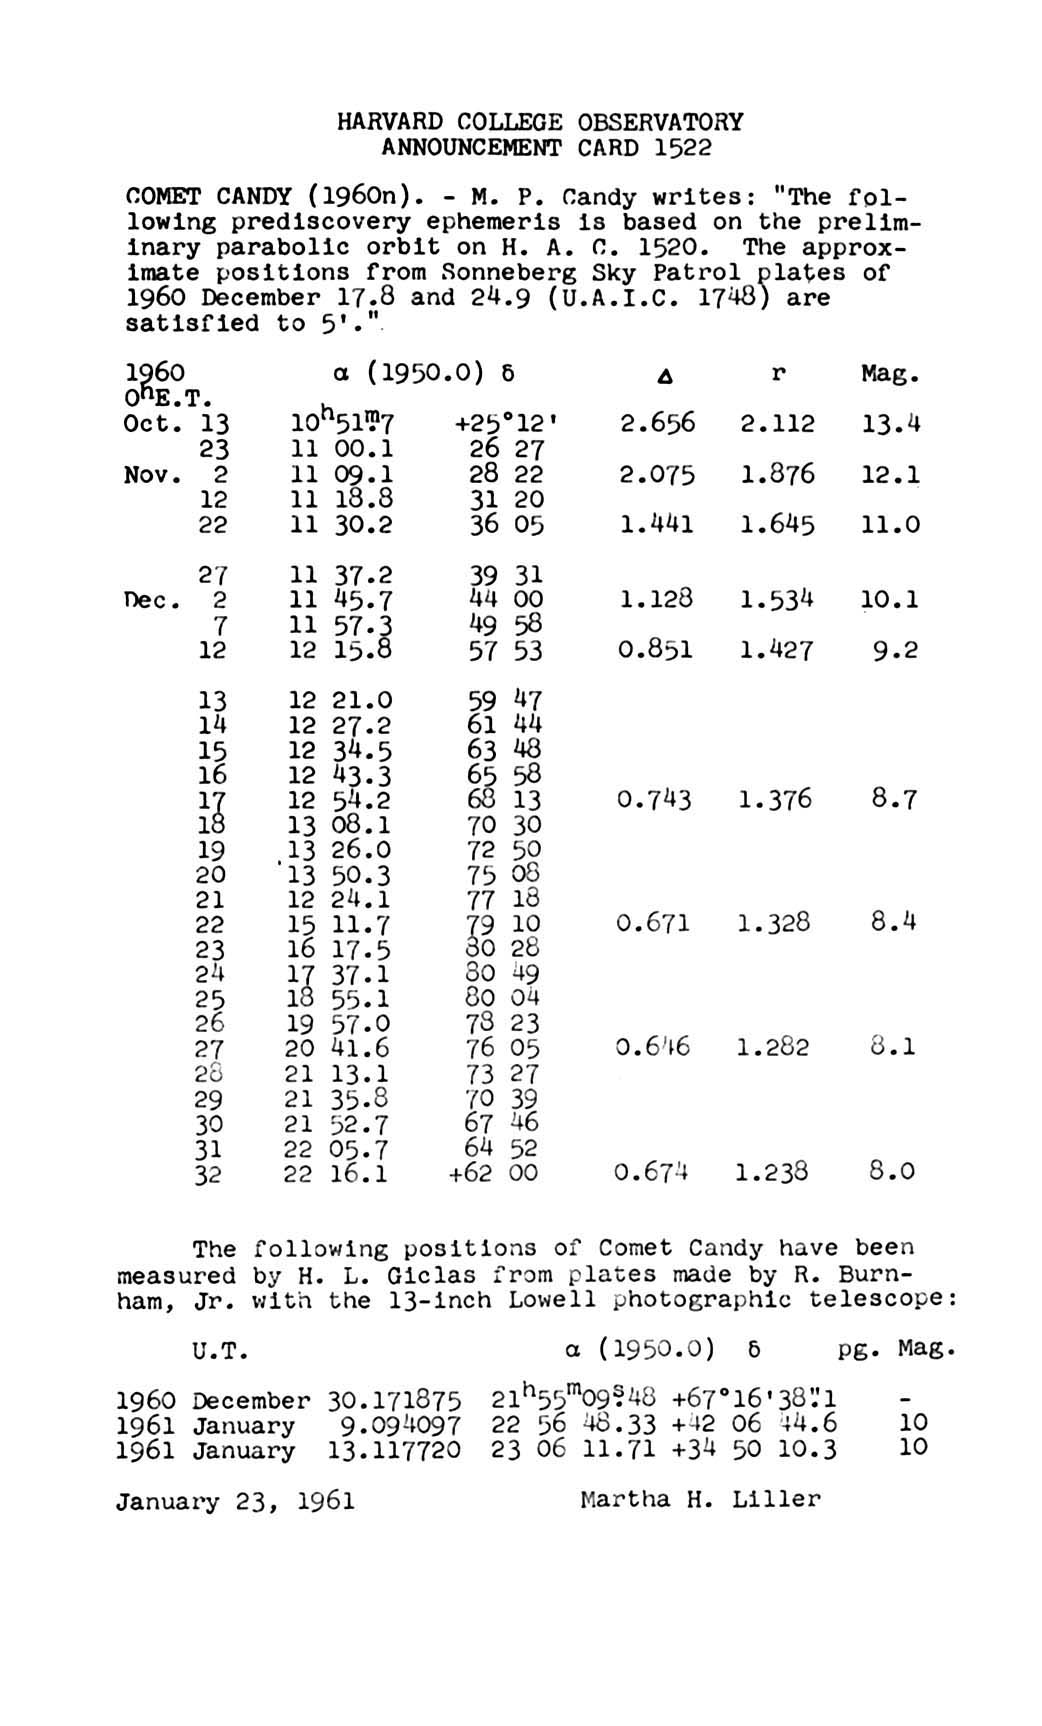 HARVARD COLLEGE OBSERVATORY
ANNOUNCEMENT CARD 1522
COMET CANDY (1960n). - M. P. Candy writes: "The fol-
lowing prediscovery ephemeris is based on the prelim-
inary parabolic orbit on H. A. C. 1520. The approx-
imate positions from Sonneberg Sky Patrol plates of
1960 December 17.8 and 24.9 (U.A.I.C. 1748) are
satisfied to 5'."
1960 α (1950.0) δ Δ r Mag.
0ʰE.T.
Oct. 13 10ʰ51ᵐ.7 +25°12' 2.656 2.112 13.4
23 11 00.1 26 27
Nov. 2 11 09.1 28 22 2.075 1.876 12.1
12 11 18.8 31 20
22 11 30.2 36 05 1.441 1.645 11.0
27 11 37.2 39 31
Dec. 2 11 45.7 44 00 1.128 1.534 10.1
7 11 57.3 49 58
12 12 15.8 57 53 0.851 1.427 9.2
13 12 21.0 59 47
14 12 27.2 61 44
15 12 34.5 63 48
16 12 43.3 65 58
17 12 54.2 68 13 0.743 1.376 8.7
18 13 08.1 70 30
19 13 26.0 72 50
20 13 50.3 75 08
21 12 24.1 77 18
22 15 11.7 79 10 0.671 1.328 8.4
23 16 17.5 80 28
24 17 37.1 80 49
25 18 55.1 80 04
26 19 57.0 78 23
27 20 41.6 76 05 0.646 1.282 8.1
28 21 13.1 73 27
29 21 35.8 70 39
30 21 52.7 67 46
31 22 05.7 64 52
32 22 16.1 +62 00 0.674 1.238 8.0
The following positions of Comet Candy have been
measured by H. L. Giclas from plates made by R. Burn-
ham, Jr. with the 13-inch Lowell photographic telescope:
U.T. α (1950.0) δ pg. Mag.
1960 December 30.171875 21ʰ55ᵐ09ˢ.48 +67°16'38".1 -
1961 January 9.094097 22 56 48.33 +42 06 44.6 10
1961 January 13.117720 23 06 11.71 +34 50 10.3 10
January 23, 1961 Martha H. Liller